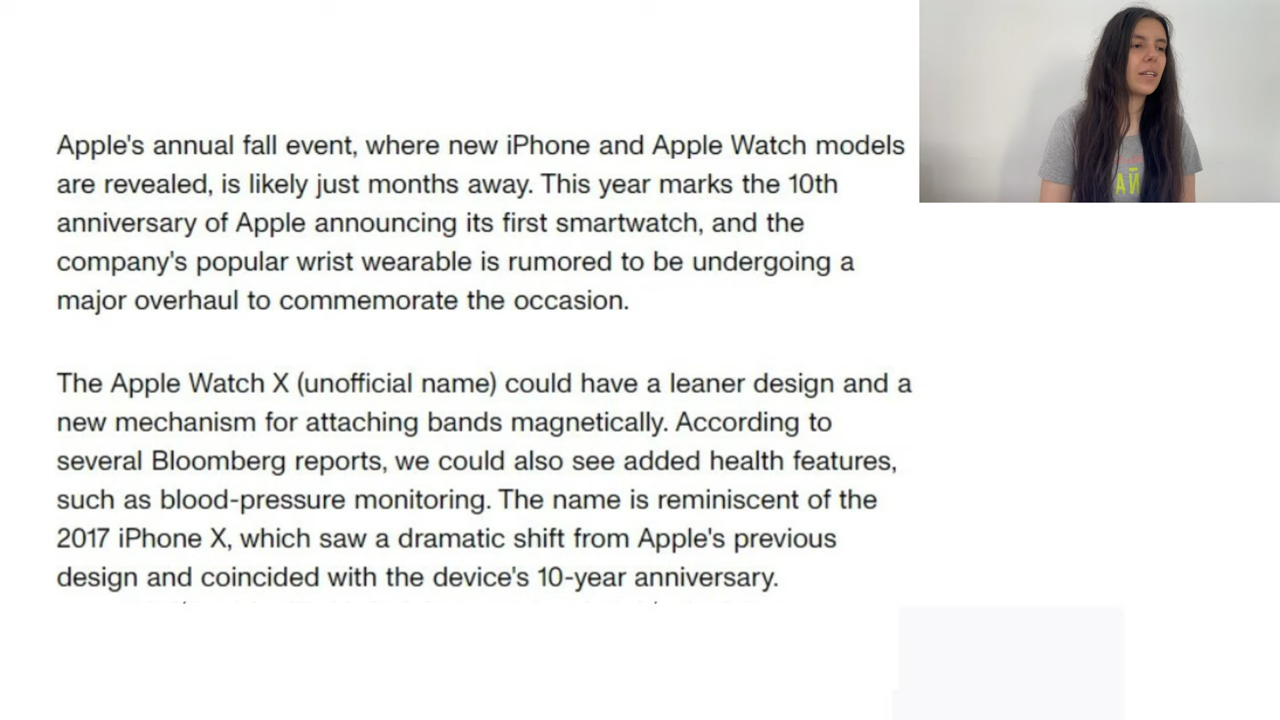 Apple's annual fall event, where new iPhone and Apple Watch models
are revealed, is likely just months away. This year marks the 10th
anniversary of Apple announcing its first smartwatch, and the
company's popular wrist wearable is rumored to be undergoing a
major overhaul to commemorate the occasion.
The Apple Watch X (unofficial name) could have a leaner design and a
new mechanism for attaching bands magnetically. According to
several Bloomberg reports, we could also see added health features,
such as blood-pressure monitoring. The name is reminiscent of the
2017 iPhone X, which saw a dramatic shift from Apple's previous
design and coincided with the device's 10-year anniversary.
АЙ